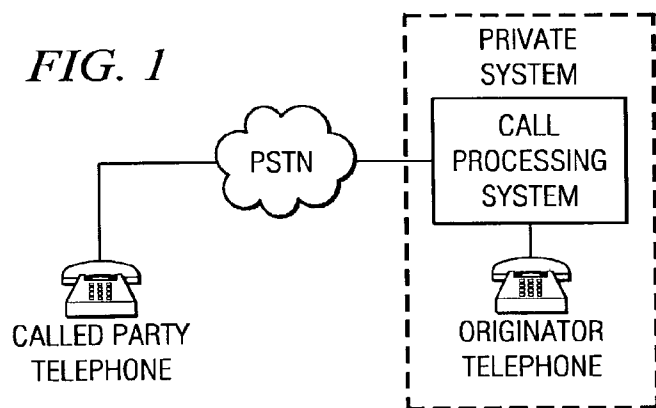 FIG. 1
PRIVATE
SYSTEM
CALL
PROCESSING
SYSTEM
PSTN
CALLED PARTY
TELEPHONE
ORIGINATOR
TELEPHONE